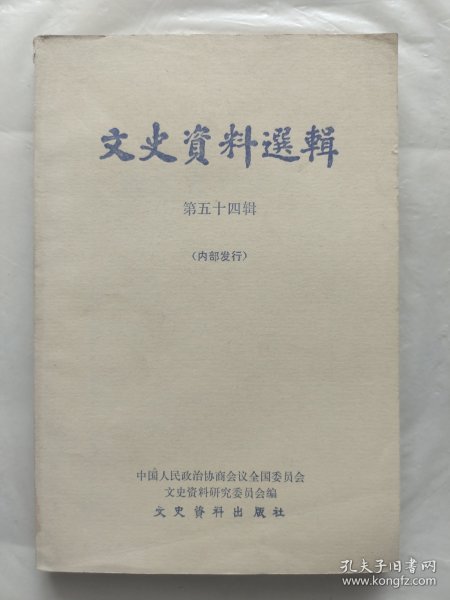 文史資料選輯
第五十四辑
（内部发行）
中国人民政治协商会议全国委员会
文史资料研究委员会编
文史资料出版社
孔夫子旧书网
www.kongfz.com